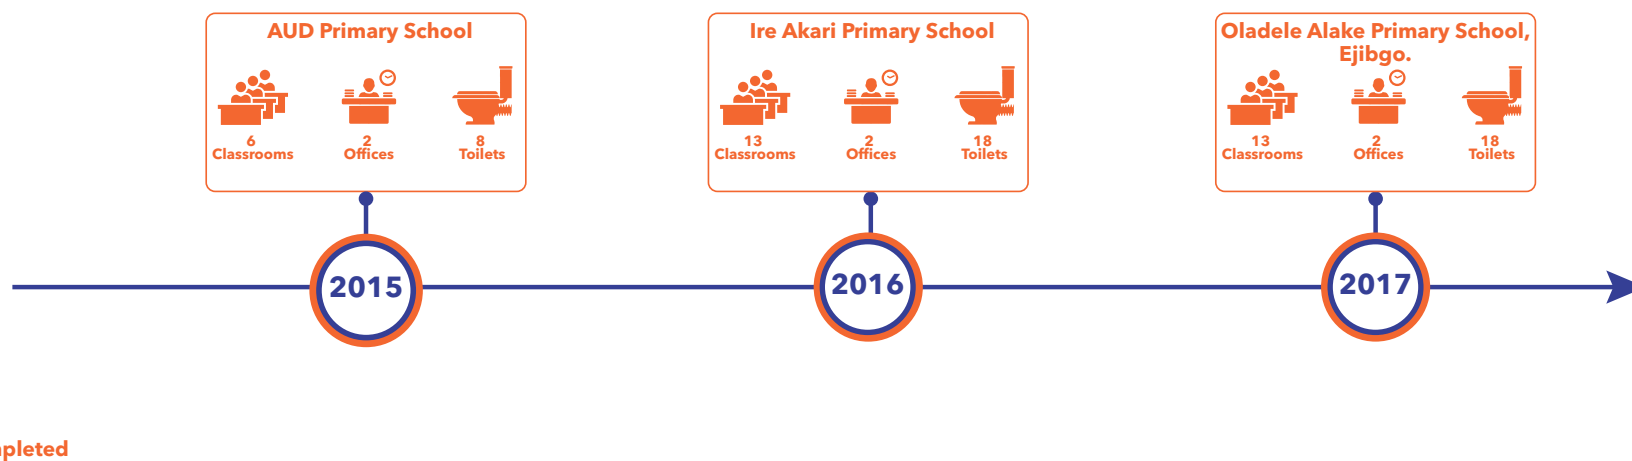 AUD Primary School
6
Classrooms
2
Offices
8
Toilets
Ire Akari Primary School
13
Classrooms
2
Offices
18
Toilets
Oladele Alake Primary School,
Ejibgo.
13
Classrooms
2
Offices
18
Toilets
2015
2016
2017
pleted